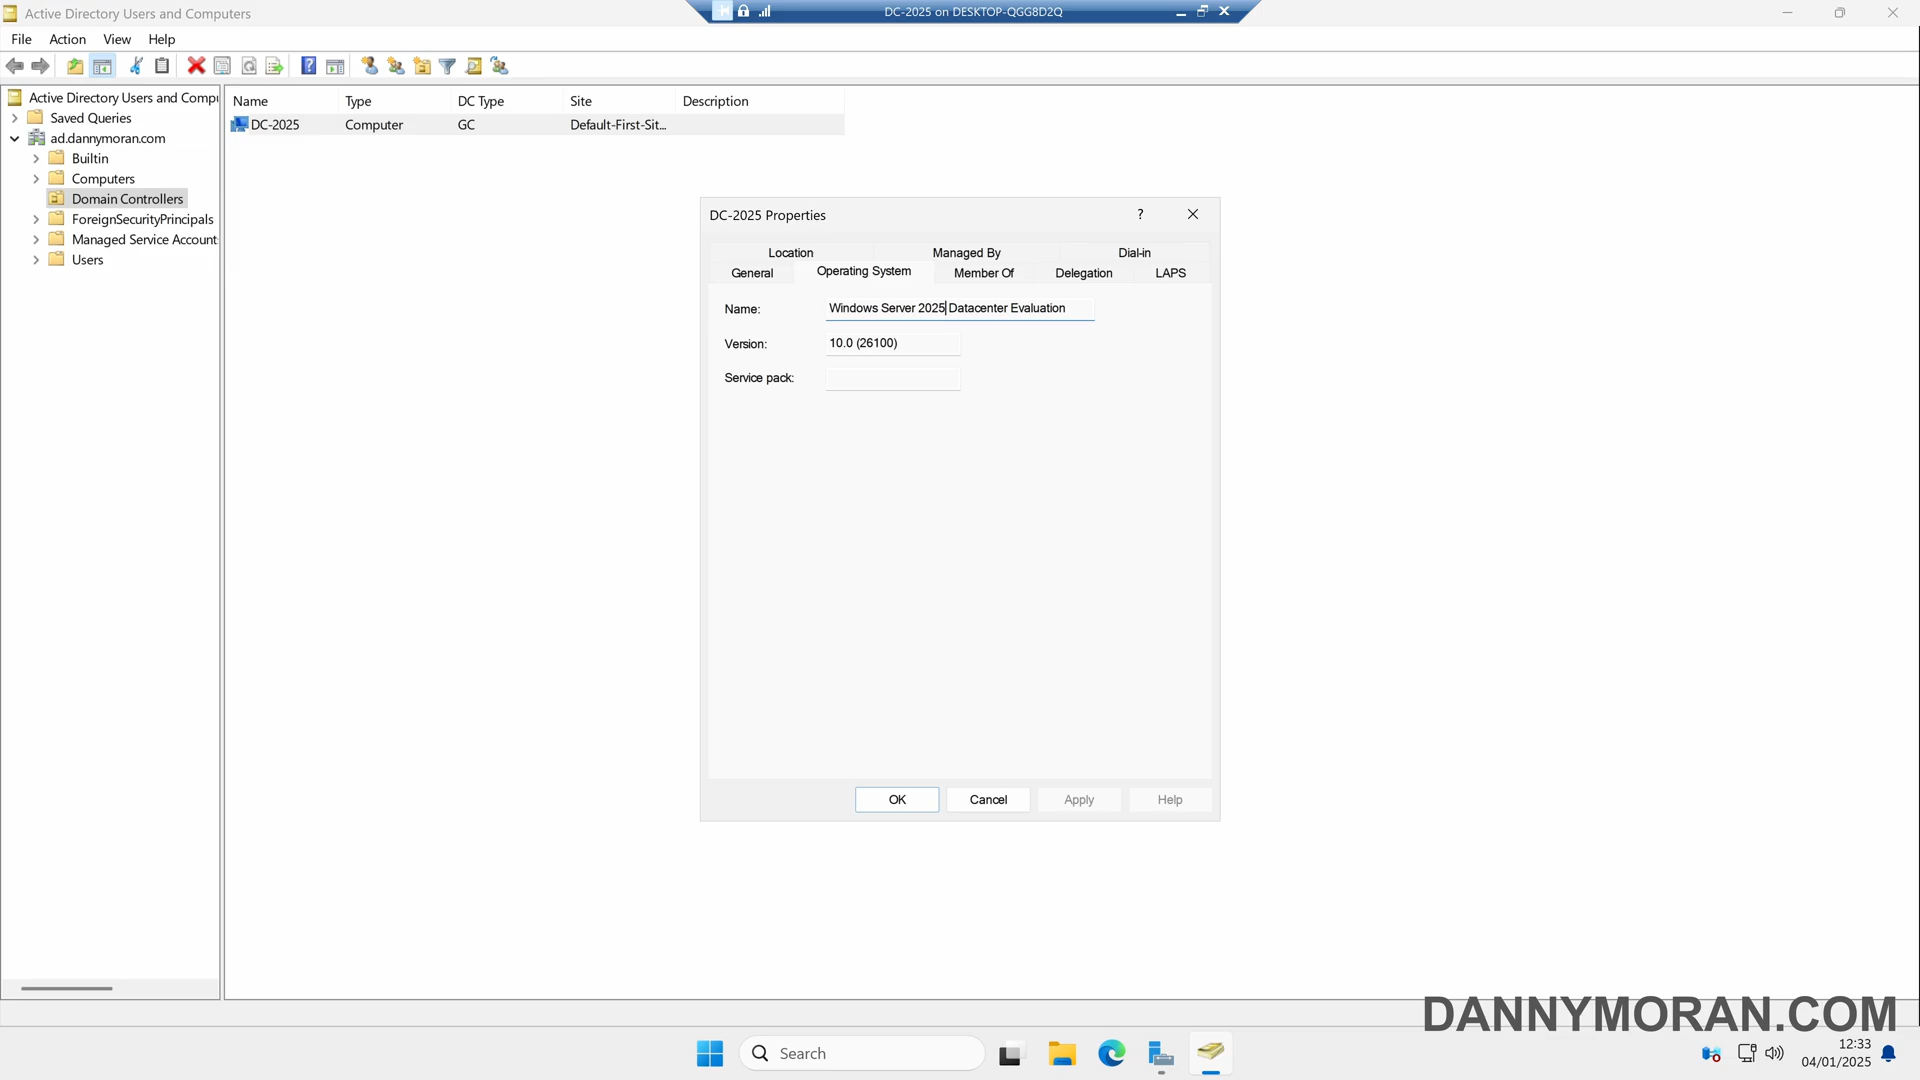 Active Directory Users and Computers
DC-2025 on DESKTOP-QGG8D2Q
File Action View Help
Active Directory Users and Compu
Saved Queries
ad.dannymoran.com
Builtin
Computers
Domain Controllers
ForeignSecurityPrincipals
Managed Service Account
Users
Name Type DC Type Site Description
DC-2025 Computer GC Default-First-Sit...
DC-2025 Properties
?
Location Managed By Dial-in
General Operating System Member Of Delegation LAPS
Name: Windows Server 2025 Datacenter Evaluation
Version: 10.0 (26100)
Service pack:
OK Cancel Apply Help
DANNYMORAN.COM
Search
12:33
04/01/2025